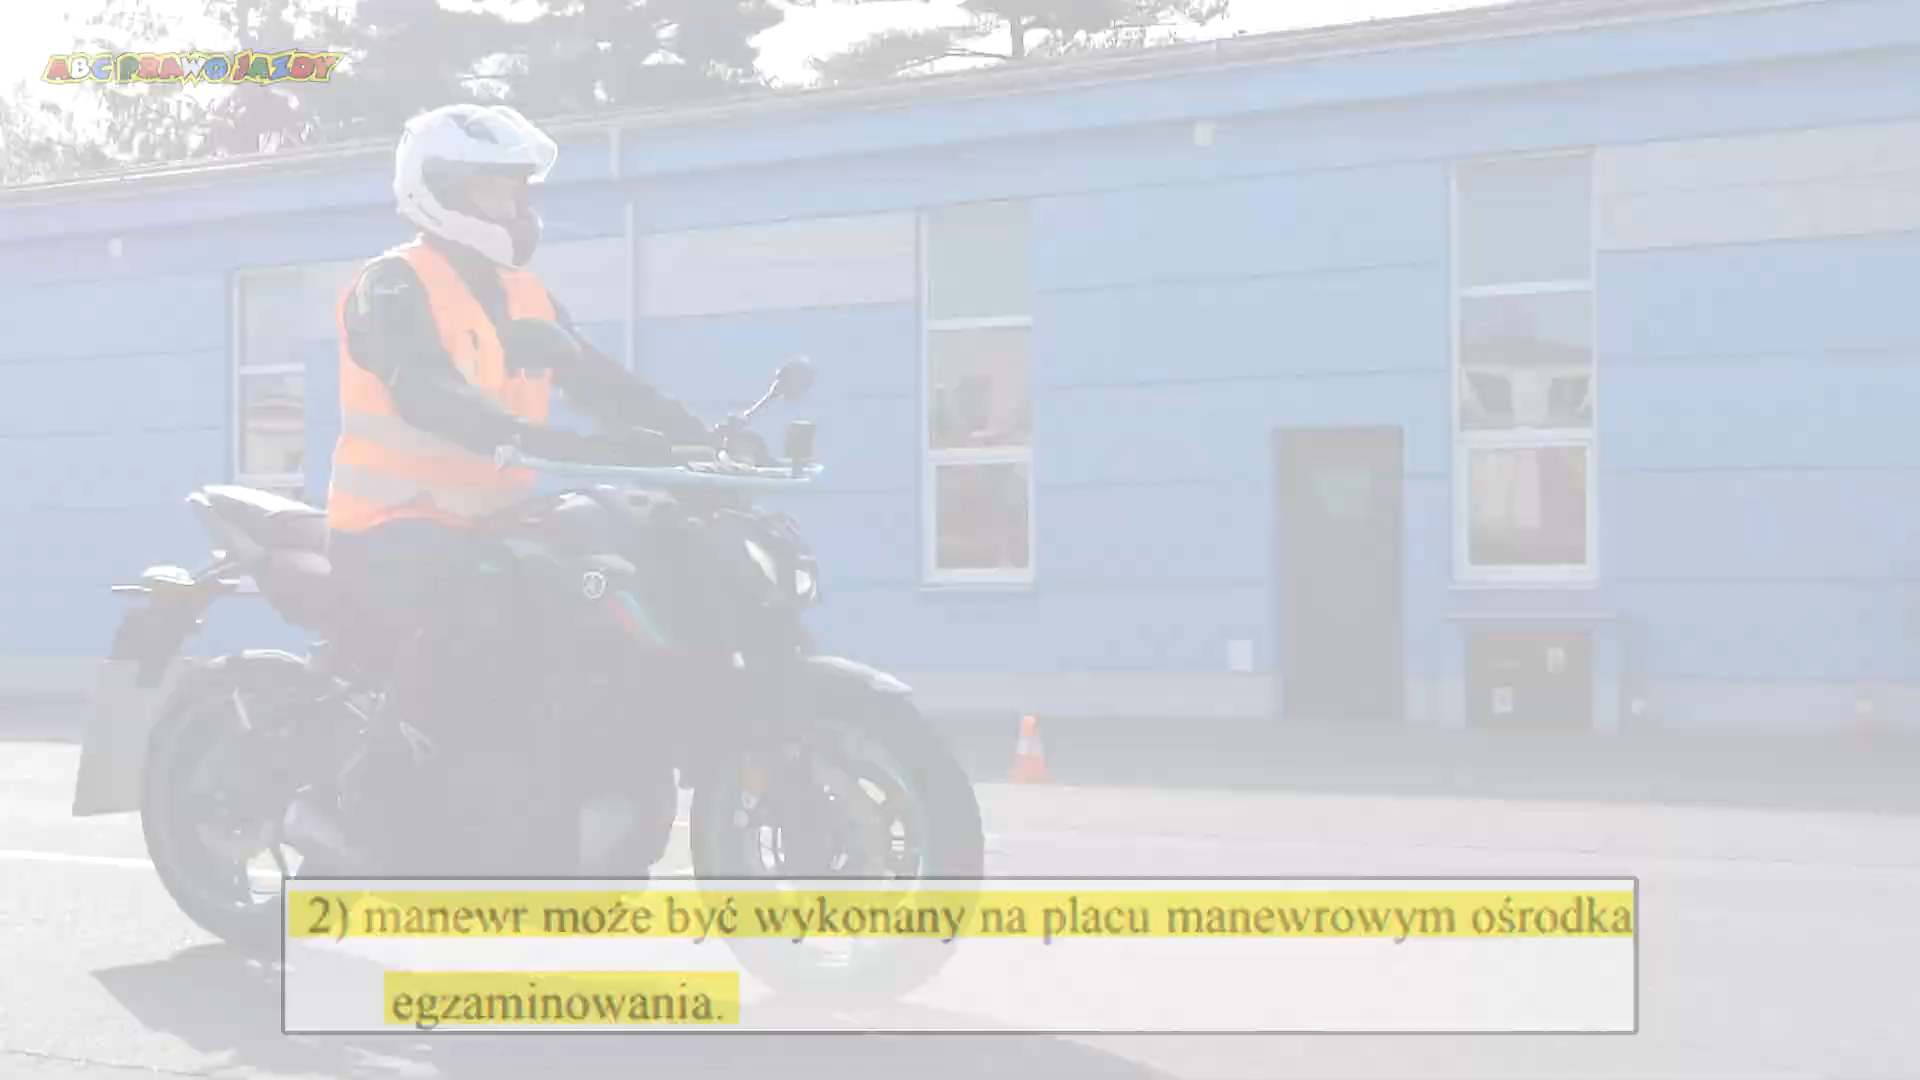 ABC PRAWO JAZDY
2) manewr może być wykonany na placu manewrowym ośrodka
egzaminowania.